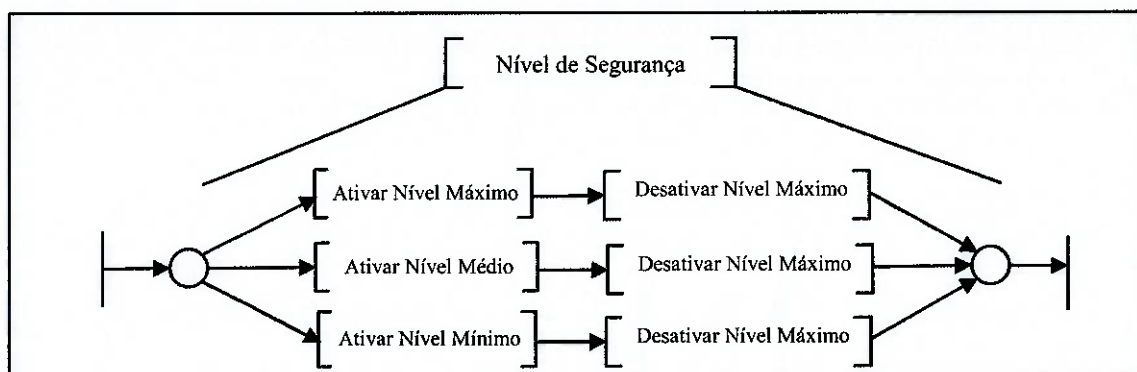 Nível de Segurança
Ativar Nível Máximo
Desativar Nível Máximo
Ativar Nível Médio
Desativar Nível Máximo
Ativar Nível Mínimo
Desativar Nível Máximo